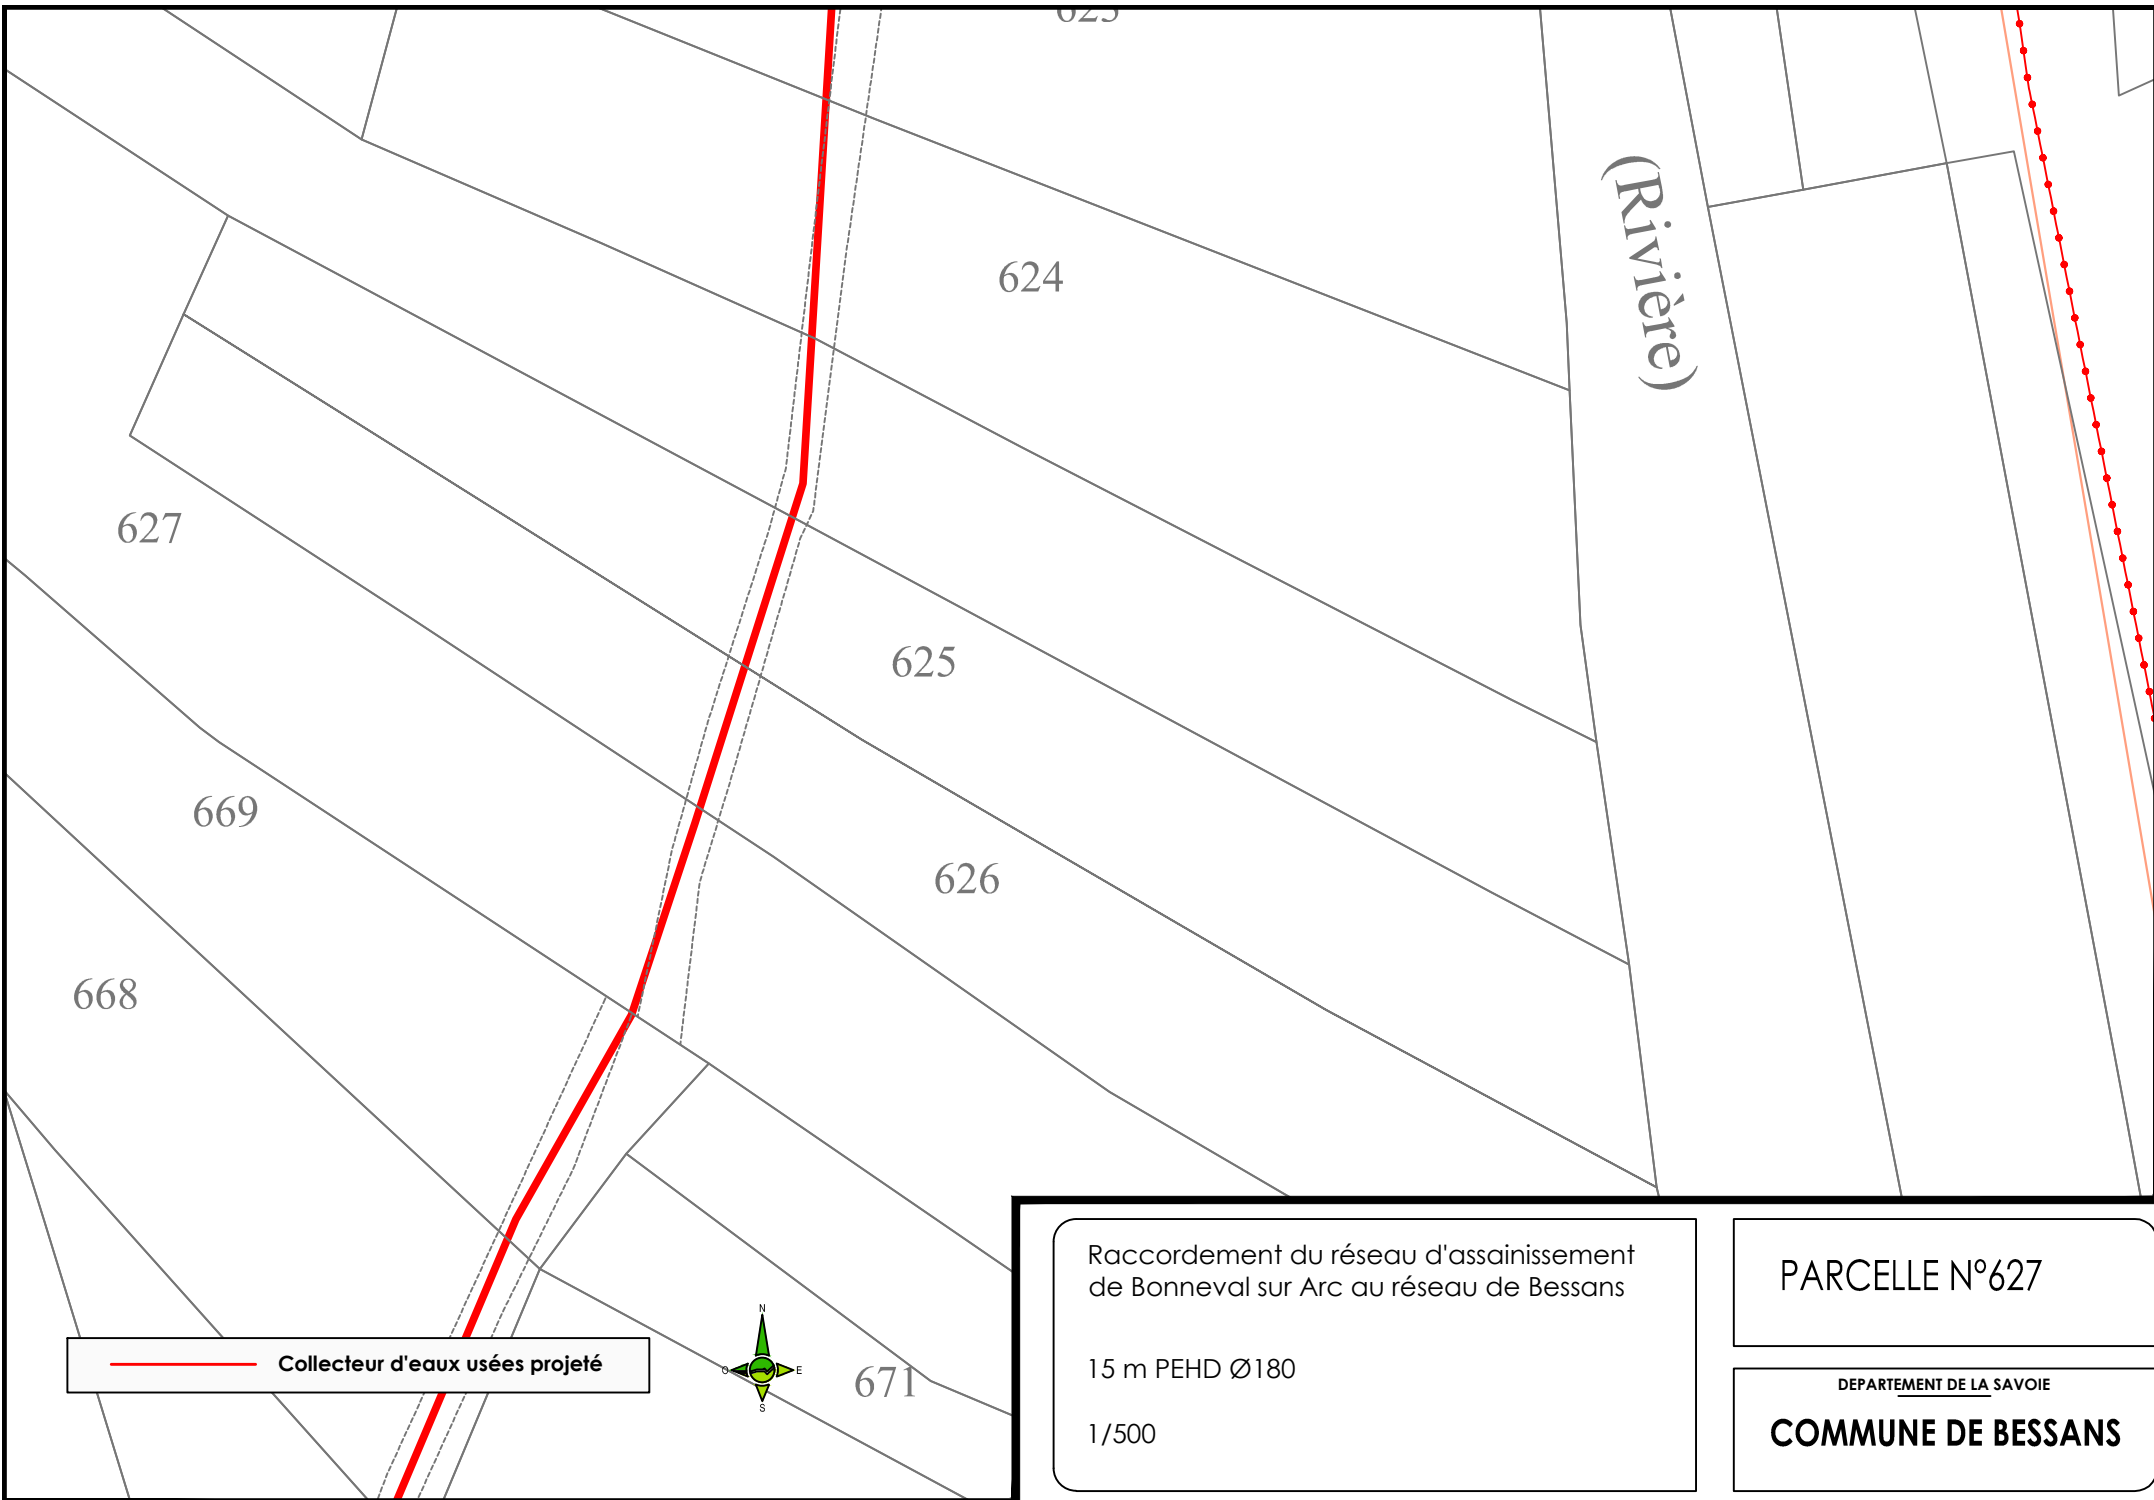 623
(Rivière)
624
627
625
669
626
668
671
N
O
E
S
Collecteur d'eaux usées projeté
Raccordement du réseau d'assainissement
de Bonneval sur Arc au réseau de Bessans
15 m PEHD Ø180
1/500
PARCELLE N°627
DEPARTEMENT DE LA SAVOIE
COMMUNE DE BESSANS